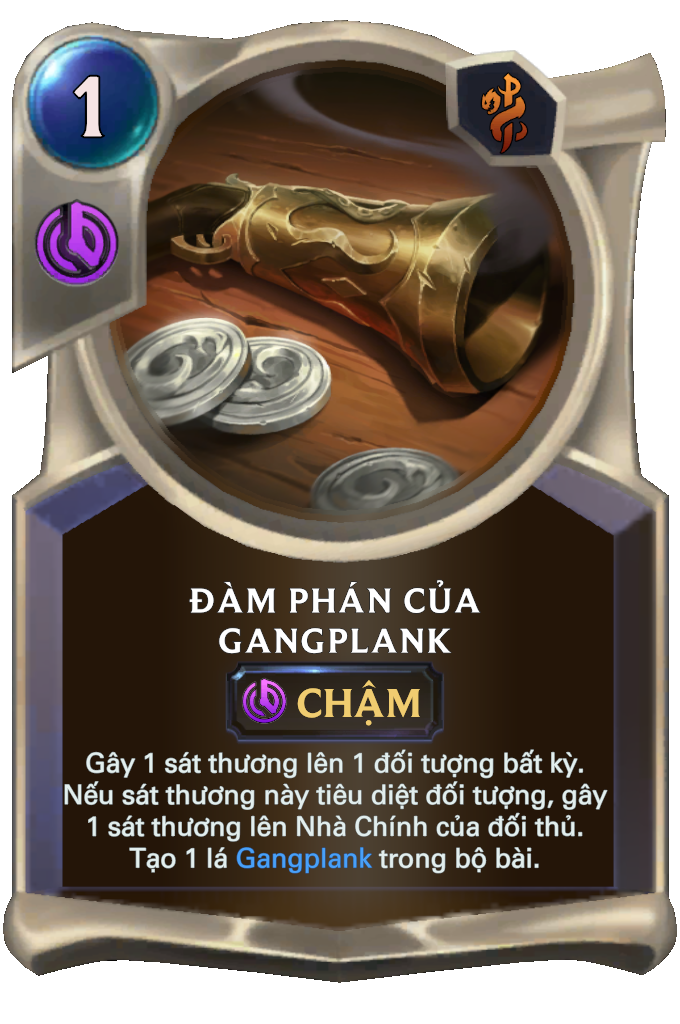 1
ĐÀM PHÁN CỦA
GANGPLANK
CHẬM
Gây 1 sát thương lên 1 đối tượng bất kỳ.
Nếu sát thương này tiêu diệt đối tượng, gây
1 sát thương lên Nhà Chính của đối thủ.
Tạo 1 lá Gangplank trong bộ bài.